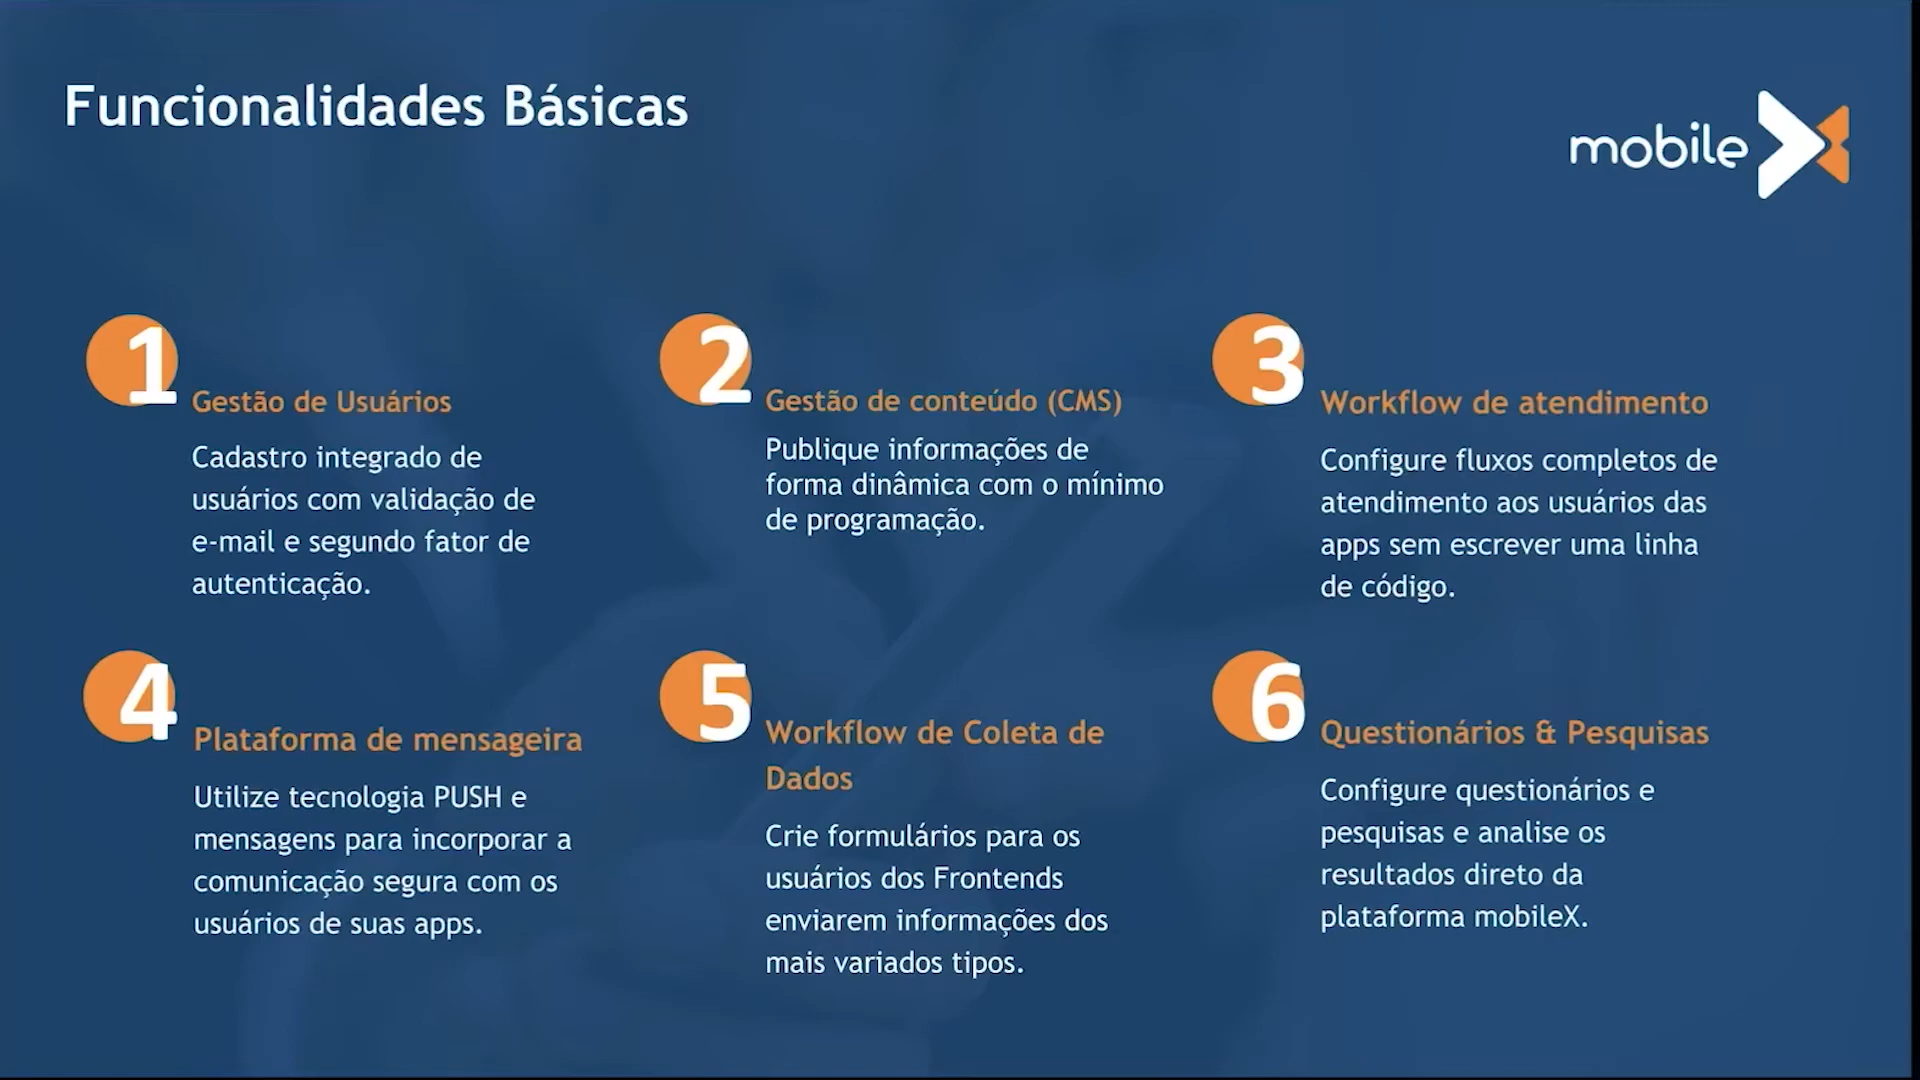 Funcionalidades Básicas
mobileX
1
Gestão de Usuários
Cadastro integrado de
usuários com validação de
e-mail e segundo fator de
autenticação.
2
Gestão de conteúdo (CMS)
Publique informações de
forma dinâmica com o mínimo
de programação.
3
Workflow de atendimento
Configure fluxos completos de
atendimento aos usuários das
apps sem escrever uma linha
de código.
4
Plataforma de mensageira
Utilize tecnologia PUSH e
mensagens para incorporar a
comunicação segura com os
usuários de suas apps.
5
Workflow de Coleta de
Dados
Crie formulários para os
usuários dos Frontends
enviarem informações dos
mais variados tipos.
6
Questionários & Pesquisas
Configure questionários e
pesquisas e analise os
resultados direto da
plataforma mobileX.